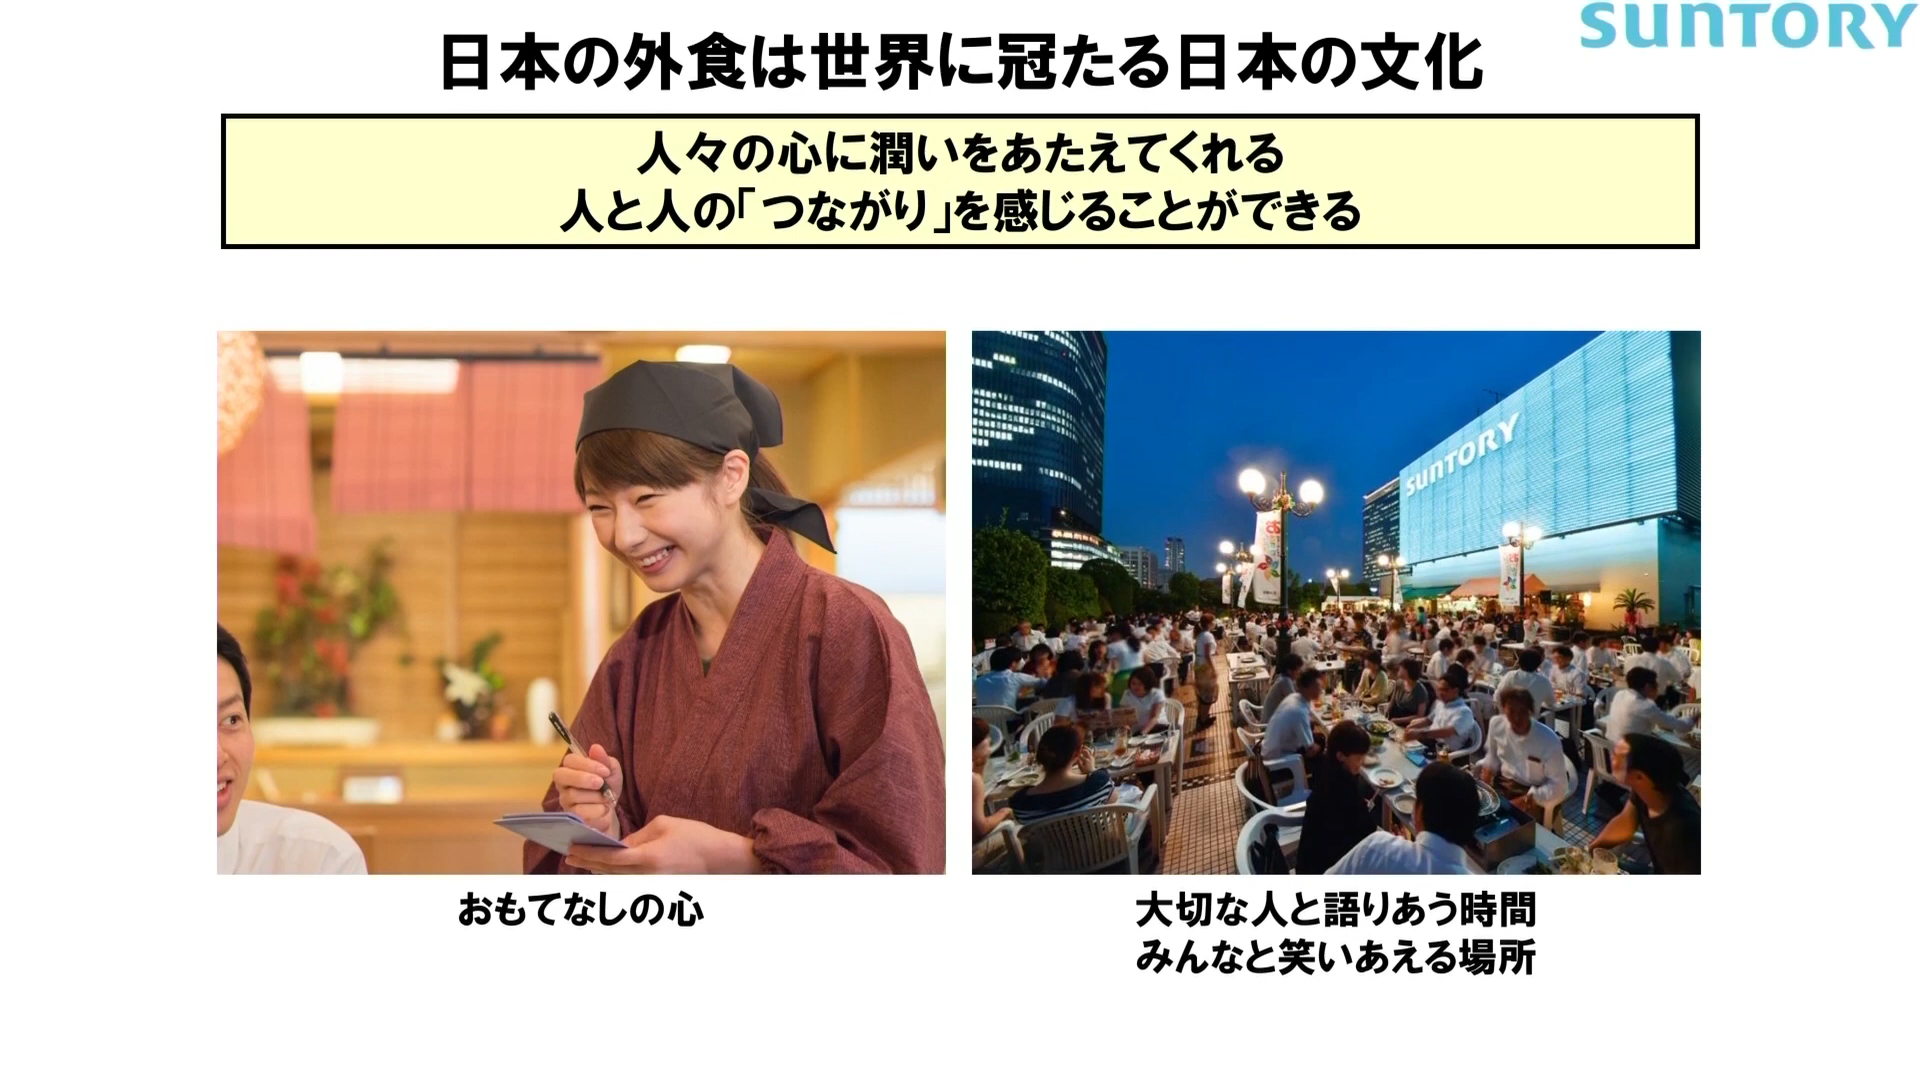 SUNTORY
日本の外食は世界に冠たる日本の文化
人々の心に潤いをあたえてくれる
人と人の「つながり」を感じることができる
SUNTORY
おもてなしの心
大切な人と語りあう時間
みんなと笑いあえる場所